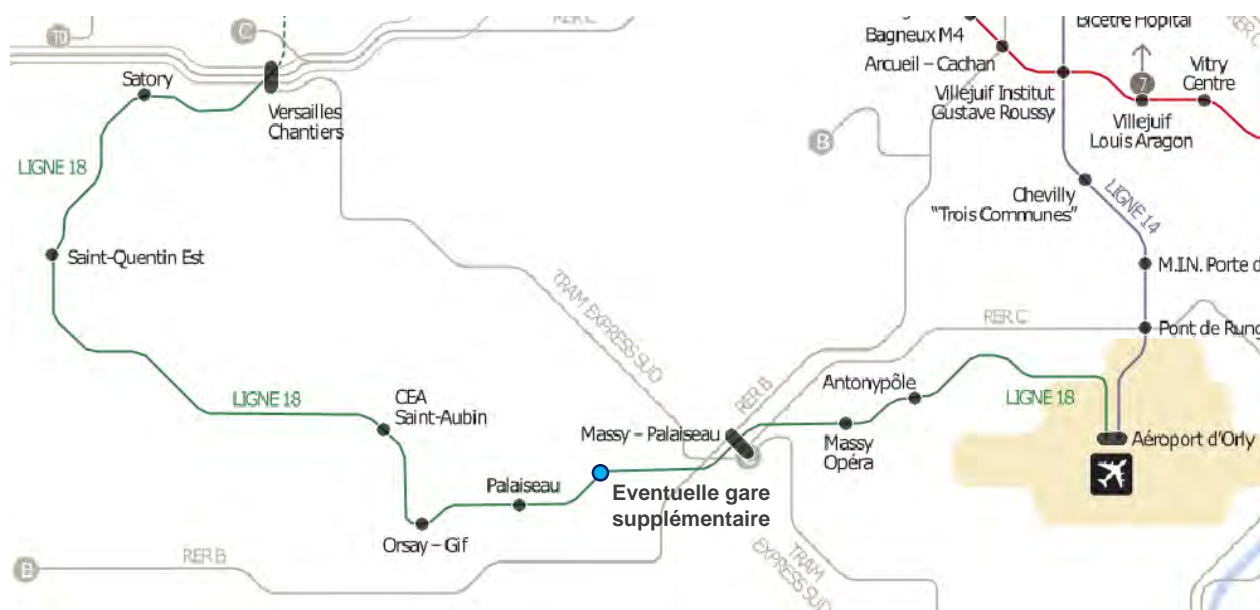 RER C
Bicêtre Hôpital
RER C
T10
C
Bagneux M4
Arcueil – Cachan
Satory
Versailles
Chantiers
Villejuif Institut
Gustave Roussy
7
Vitry
Centre
Villejuif
Louis Aragon
B
LIGNE 18
Chevilly
"Trois Communes"
LIGNE 14
Saint-Quentin Est
M.I.N. Porte d
TRAM EXPRESS SUD
RER C
Pont de Rung
RER B
Antonypôle
LIGNE 18
CEA
Saint-Aubin
LIGNE 18
Massy – Palaiseau
Massy
Opéra
Aéroport d'Orly
Palaiseau
Eventuelle gare
supplémentaire
Orsay – Gif
RER B
B
TRAM
EXPRESS SUD